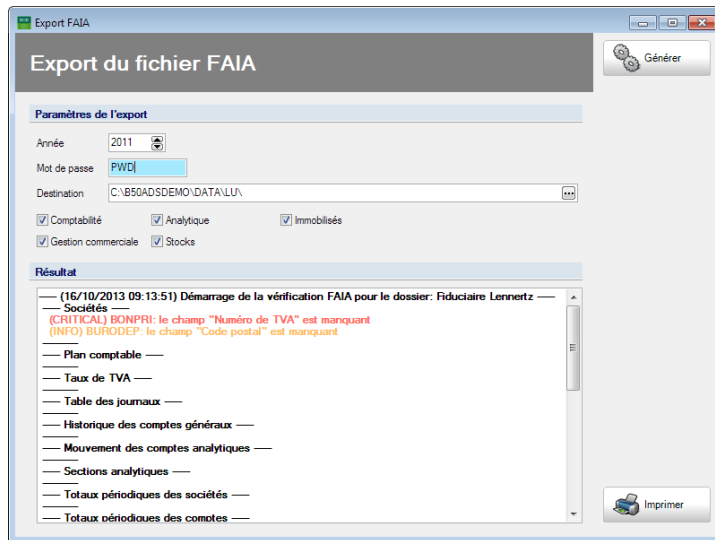 Export FAIA
Export du fichier FAIA
Générer
Paramètres de l'export
Année 2011
Mot de passe PWD
Destination C:\B50ADSDEMO\DATA\LU\ ...
Comptabilité Analytique Immobilisés
Gestion commerciale Stocks
Résultat
---- (16/10/2013 09:13:51) Démarrage de la vérification FAIA pour le dossier: Fiduciaire Lennertz ----
---- Sociétés ----
(CRITICAL) BONPRI: le champ "Numéro de TVA" est manquant
(INFO) BURODEP: le champ "Code postal" est manquant
--------
---- Plan comptable ----
--------
---- Taux de TVA ----
--------
---- Table des journaux ----
--------
---- Historique des comptes généraux ----
--------
---- Mouvement des comptes analytiques ----
--------
---- Sections analytiques ----
--------
---- Totaux périodiques des sociétés ----
--------
---- Totaux périodiques des comptes ----
Imprimer